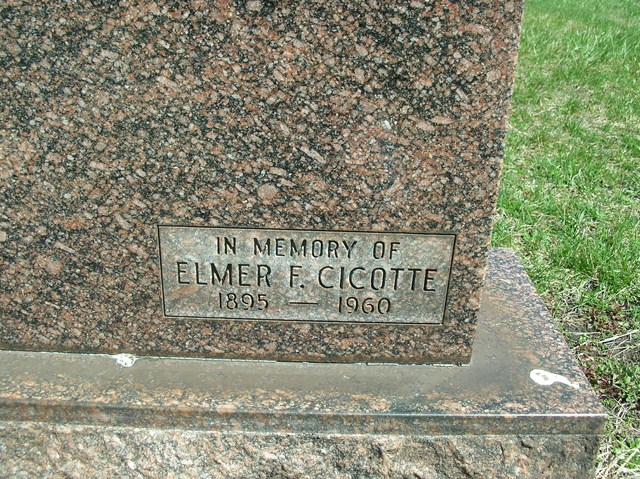 IN MEMORY OF
ELMER F. CICOTTE
1895 — 1960